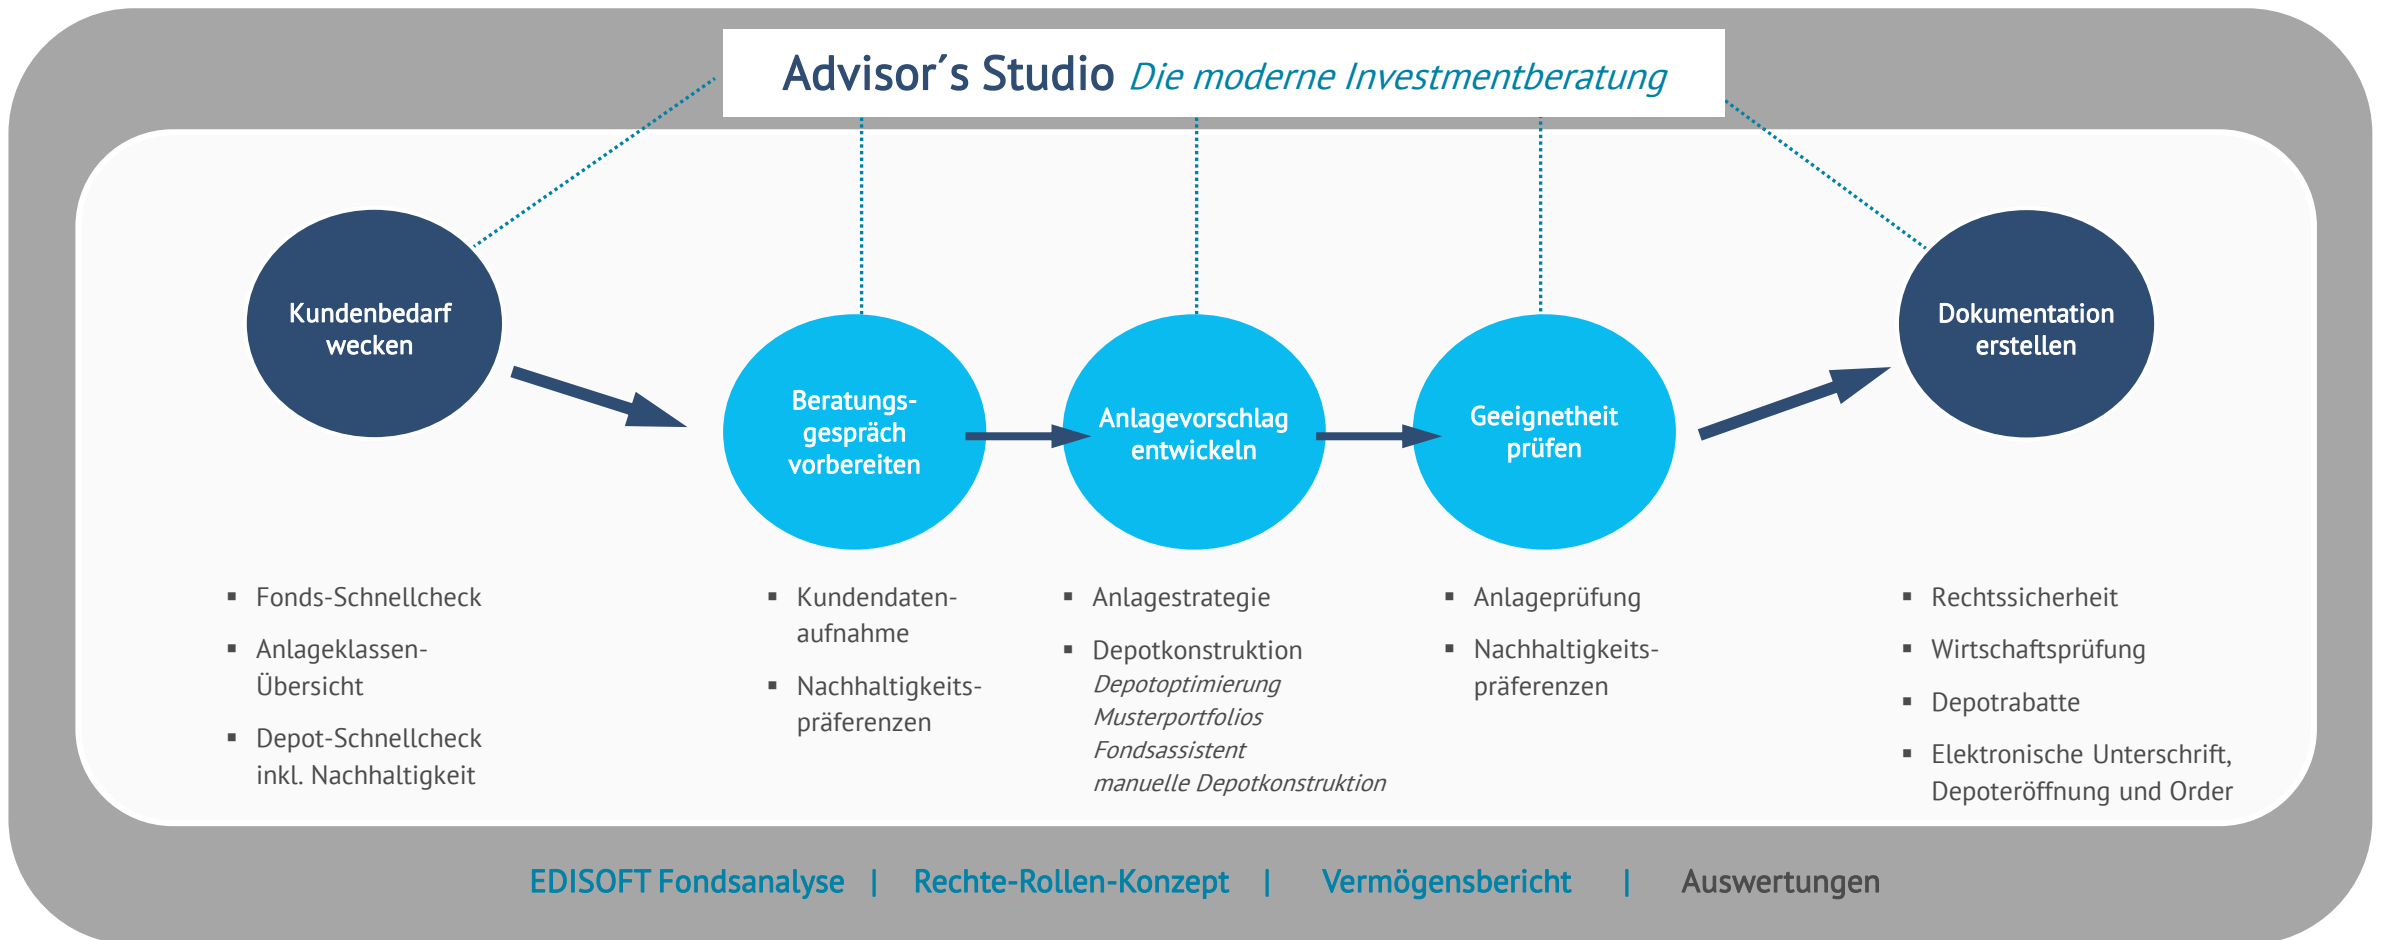 Advisor´s Studio Die moderne Investmentberatung
Kundenbedarf
wecken
Beratungs-
gespräch
vorbereiten
Anlagevorschlag
entwickeln
Geeignetheit
prüfen
Dokumentation
erstellen
▪ Fonds-Schnellcheck
▪ Anlageklassen-
Übersicht
▪ Depot-Schnellcheck
inkl. Nachhaltigkeit
▪ Kundendaten-
aufnahme
▪ Nachhaltigkeits-
präferenzen
▪ Anlagestrategie
▪ Depotkonstruktion
Depotoptimierung
Musterportfolios
Fondsassistent
manuelle Depotkonstruktion
▪ Anlageprüfung
▪ Nachhaltigkeits-
präferenzen
▪ Rechtssicherheit
▪ Wirtschaftsprüfung
▪ Depotrabatte
▪ Elektronische Unterschrift,
Depoteröffnung und Order
EDISOFT Fondsanalyse | Rechte-Rollen-Konzept | Vermögensbericht | Auswertungen